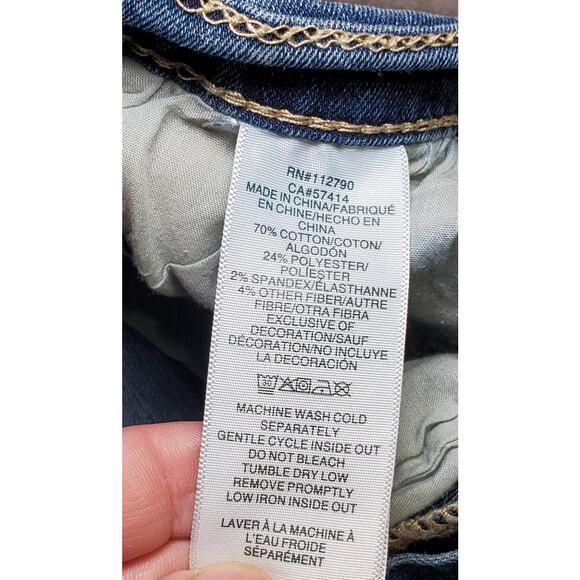 RN#112790
CA#57414
MADE IN CHINA/FABRIQUÉ
EN CHINE/HECHO EN
CHINA
70% COTTON/COTON/
ALGODÓN
24% POLYESTER/
POLÍESTER
2% SPANDEX/ÉLASTHANNE
4% OTHER FIBER/AUTRE
FIBRE/OTRA FIBRA
EXCLUSIVE OF
DECORATION/SAUF
DÉCORATION/NO INCLUYE
LA DECORACIÓN
30
MACHINE WASH COLD
SEPARATELY
GENTLE CYCLE INSIDE OUT
DO NOT BLEACH
TUMBLE DRY LOW
REMOVE PROMPTLY
LOW IRON INSIDE OUT
LAVER À LA MACHINE À
L'EAU FROIDE
SÉPARÉMENT